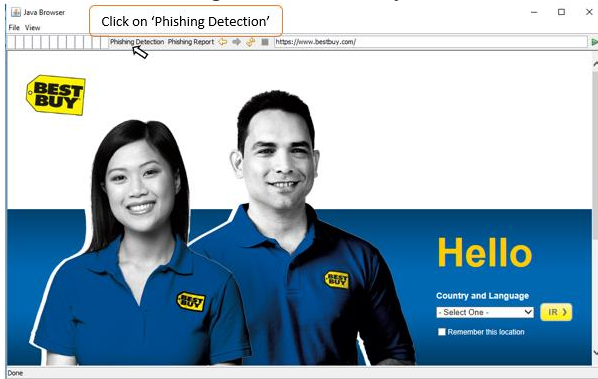 Java Browser
File View
Click on ‘Phishing Detection’
Phishing Detection Phishing Report https://www.bestbuy.com/
BEST
BUY
BEST
BUY
BEST
BUY
Hello
Country and Language
- Select One -
IR ❯
Remember this location
Done